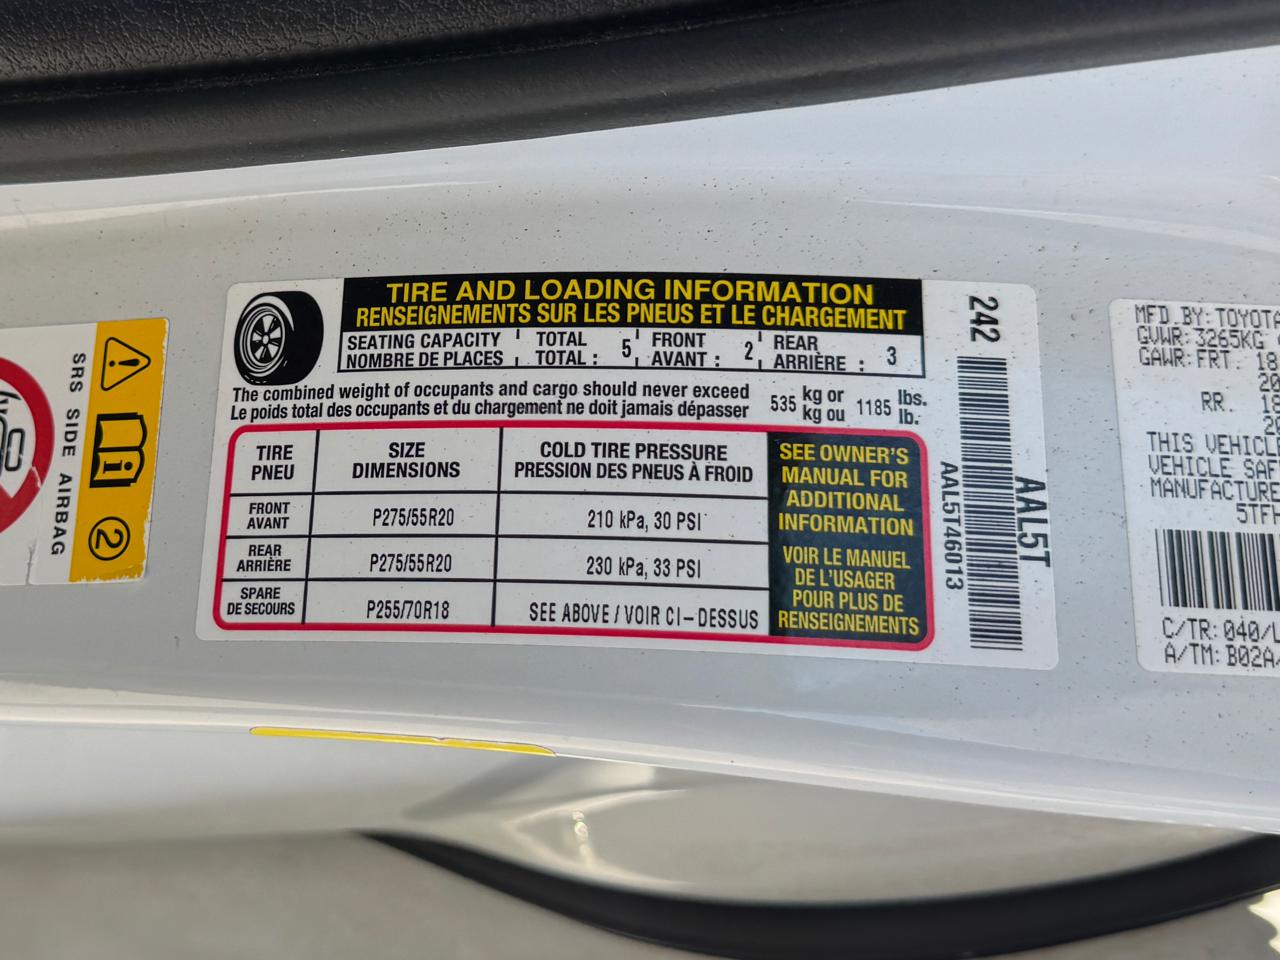 SRS SIDE AIRBAG
2
TIRE AND LOADING INFORMATION
RENSEIGNEMENTS SUR LES PNEUS ET LE CHARGEMENT
SEATING CAPACITY TOTAL FRONT REAR
NOMBRE DE PLACES TOTAL : 5 AVANT : 2 ARRIÈRE : 3
The combined weight of occupants and cargo should never exceed 535 kg or 1185 lbs.
Le poids total des occupants et du chargement ne doit jamais dépasser kg ou lb.
TIRE SIZE COLD TIRE PRESSURE
PNEU DIMENSIONS PRESSION DES PNEUS À FROID
FRONT
AVANT P275/55R20 210 kPa, 30 PSI
REAR
ARRIÈRE P275/55R20 230 kPa, 33 PSI
SPARE
DE SECOURS P255/70R18 SEE ABOVE / VOIR CI-DESSUS
SEE OWNER'S
MANUAL FOR
ADDITIONAL
INFORMATION
VOIR LE MANUEL
DE L'USAGER
POUR PLUS DE
RENSEIGNEMENTS
242
AAL5T46013
AAL5T
MFD.BY:TOYOTA
GVWR:3265KG
GAWR:FRT. 18
20
RR. 18
20
THIS VEHICLE
VEHICLE SAF
MANUFACTURE
5TF
C/TR:040/L
A/TM:B02A/